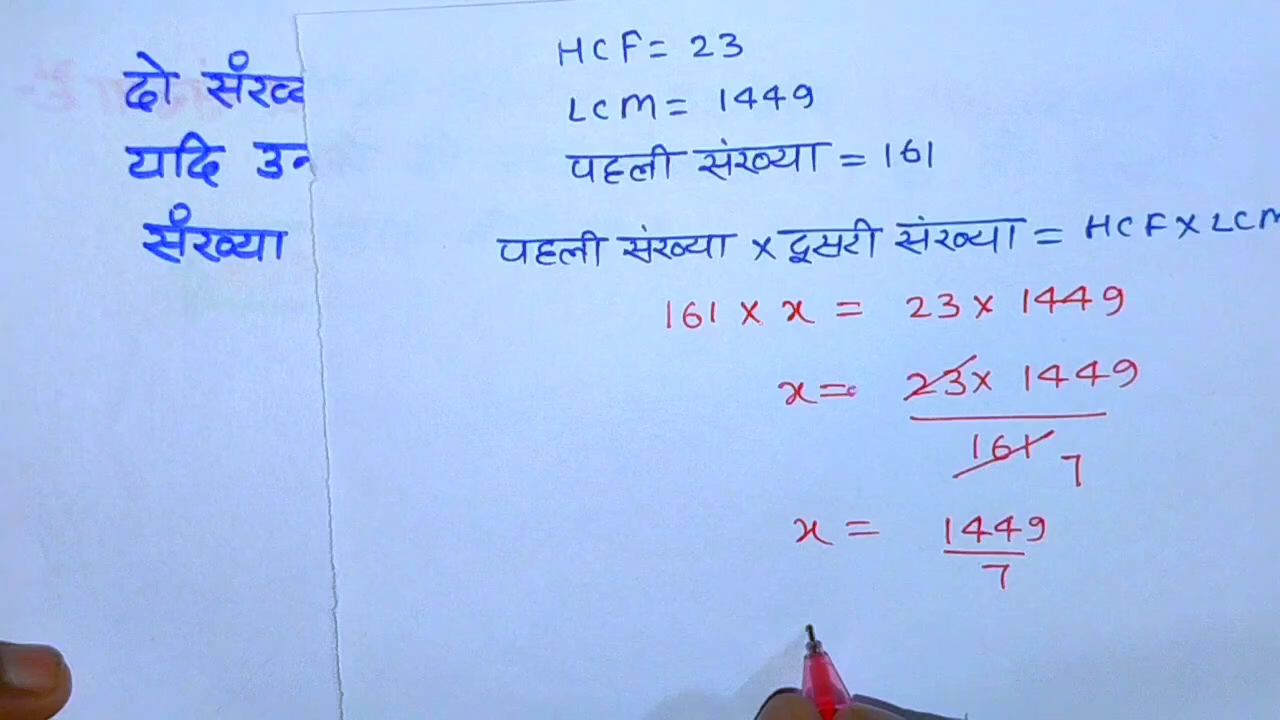 दो
यदि
संख्या
HCF = 23
LCM = 1449
पहली संख्या = 161
पहली संख्या × दूसरी संख्या = HCF × LCM
161 × x = 23 × 1449
x = 23 × 1449
161 7
x = 1449
7